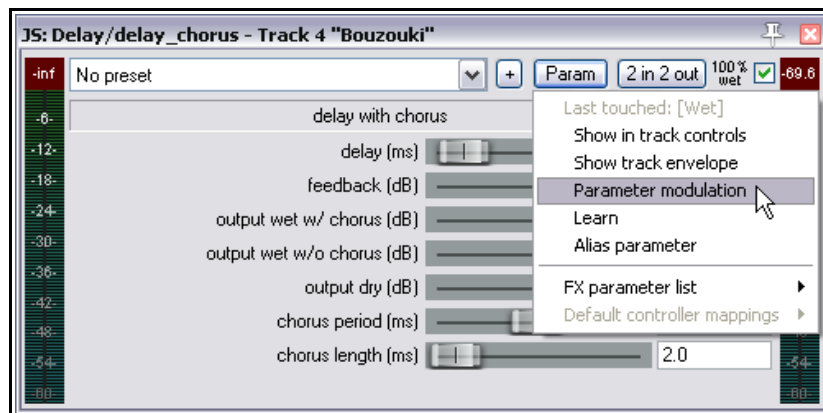 JS: Delay/delay_chorus - Track 4 "Bouzouki"
-inf No preset + Param 2 in 2 out 100% wet -69.6
-6-
-12-
-18-
-24-
-30-
-36-
-42-
-48-
-54-
-60-
delay with chorus
delay (ms)
feedback (dB)
output wet w/ chorus (dB)
output wet w/o chorus (dB)
output dry (dB)
chorus period (ms)
chorus length (ms) 2.0
Last touched: [Wet]
Show in track controls
Show track envelope
Parameter modulation
Learn
Alias parameter
FX parameter list
Default controller mappings
-54-
-60-